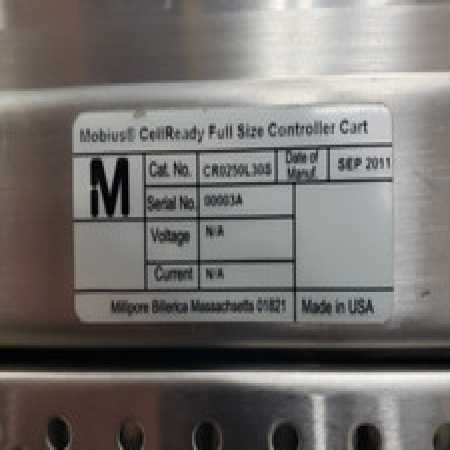 Mobius® CellReady Full Size Controller Cart
M
Cat. No. CR0250L30S Date of Manuf. SEP 2011
Serial No. 00003A
Voltage N/A
Current N/A
Millipore Billerica Massachsetts 01821 Made in USA